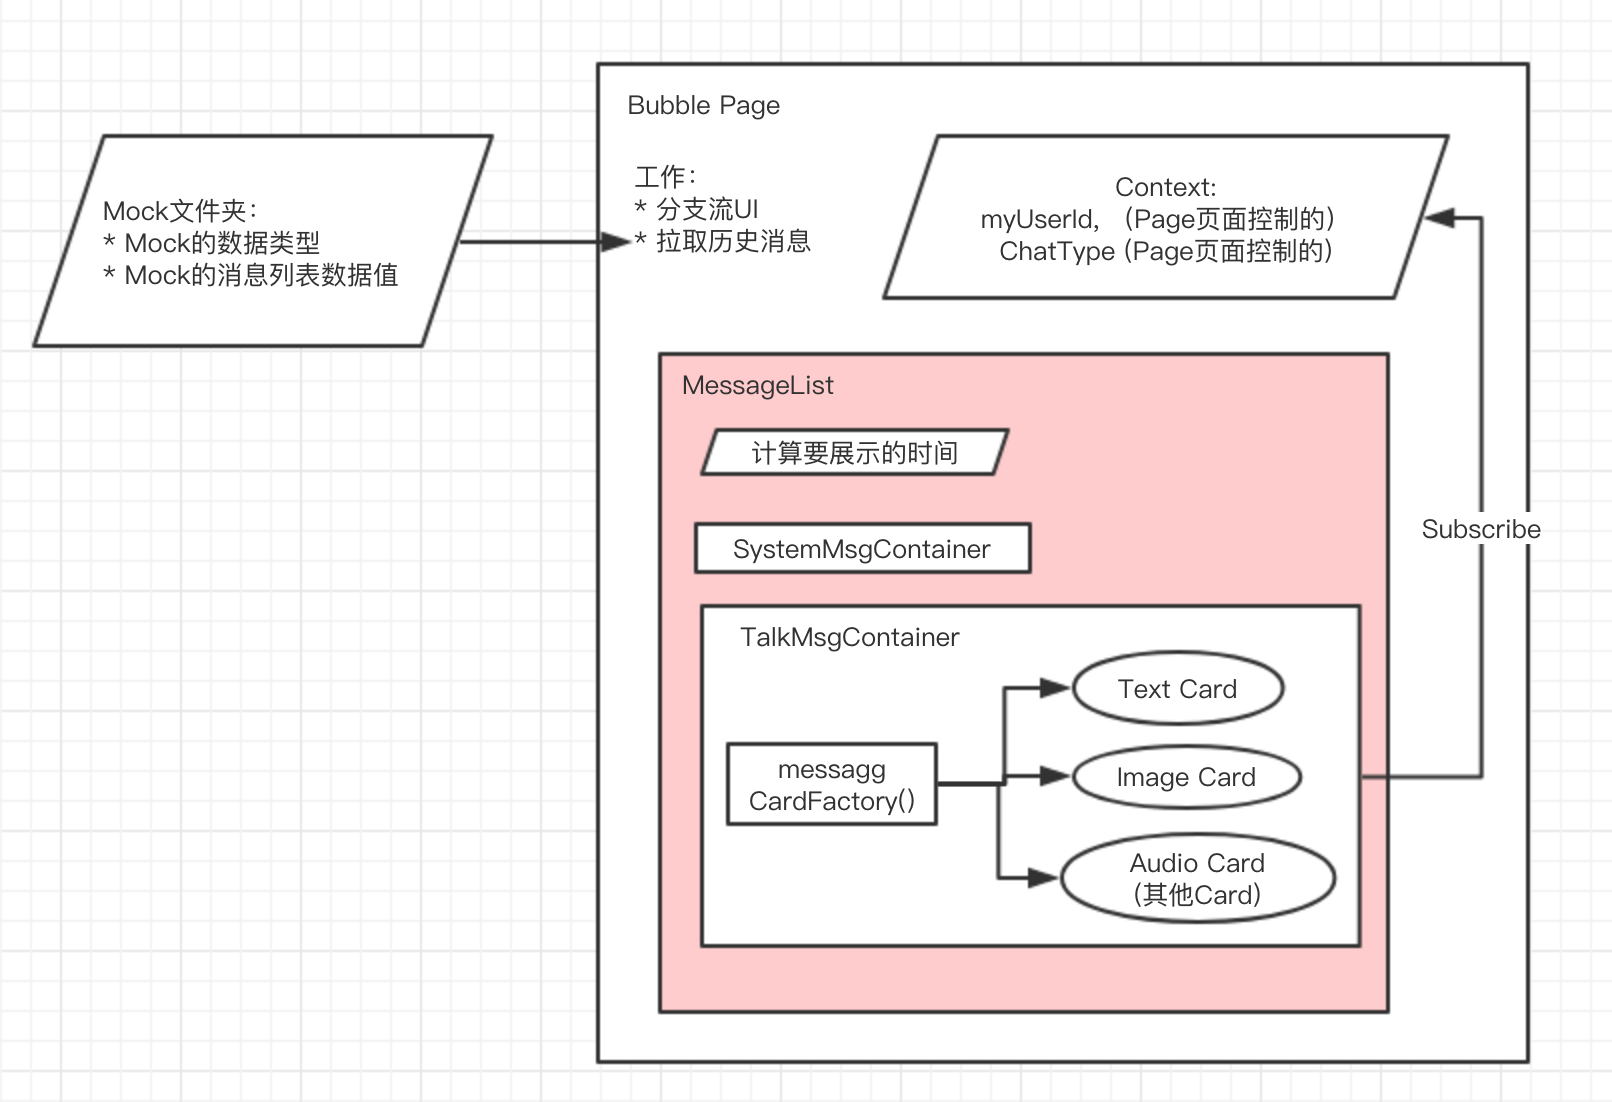 Bubble Page
工作：
* 分支流UI
* 拉取历史消息
Mock文件夹：
* Mock的数据类型
* Mock的消息列表数据值
Context:
myUserId, （Page页面控制的）
ChatType (Page页面控制的)
MessageList
计算要展示的时间
SystemMsgContainer
Subscribe
TalkMsgContainer
messagg
CardFactory()
Text Card
Image Card
Audio Card
(其他Card)